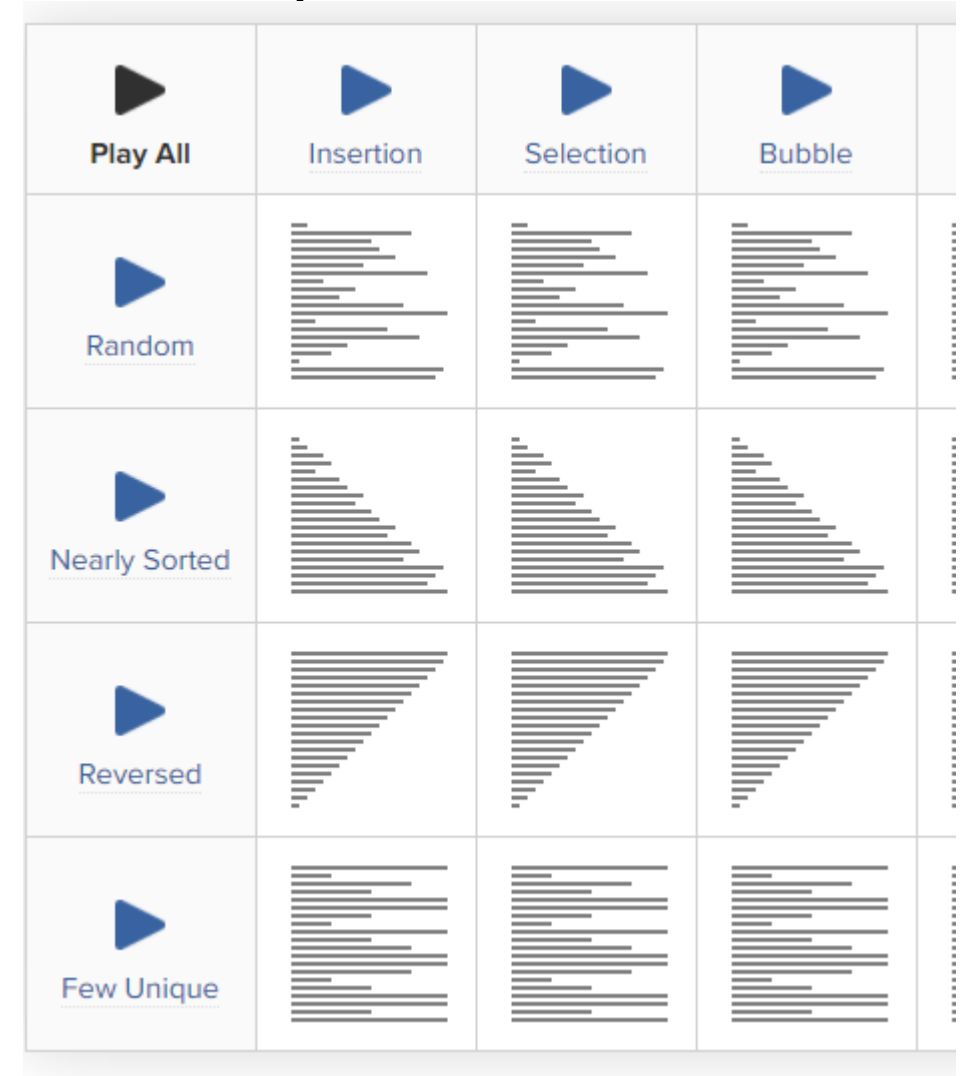 Play All
Insertion
Selection
Bubble
Random
Nearly Sorted
Reversed
Few Unique